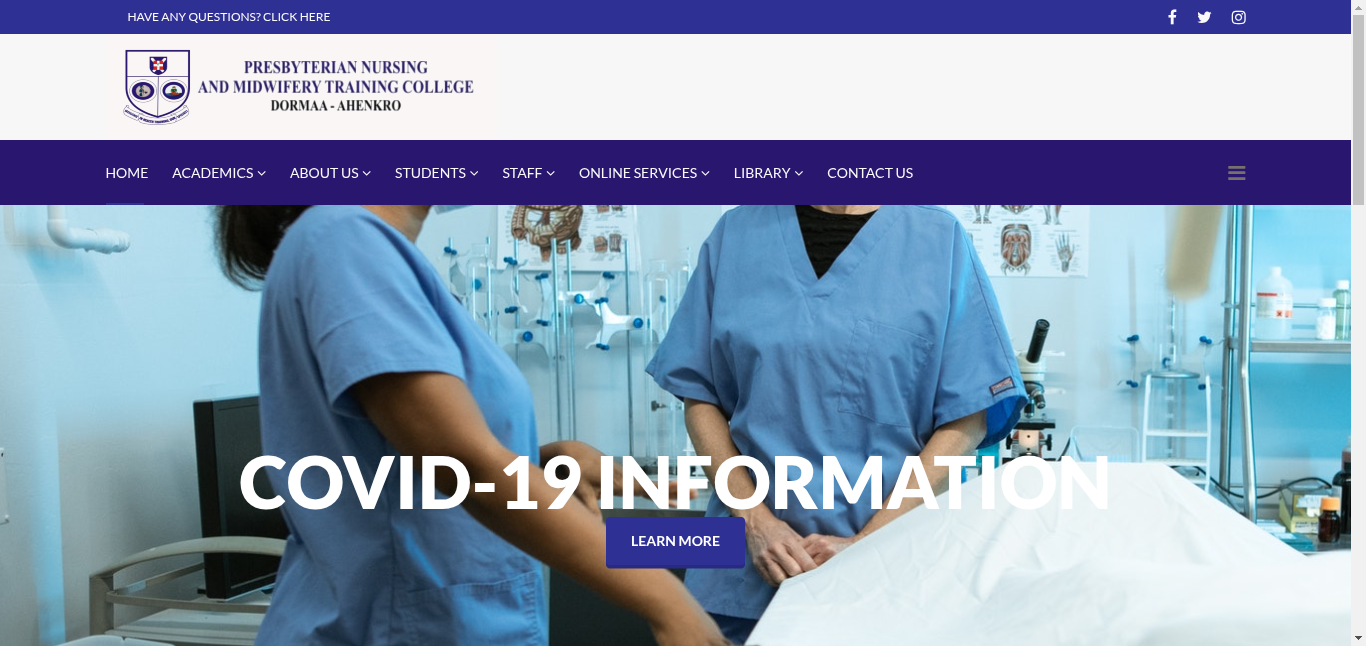 HAVE ANY QUESTIONS? CLICK HERE
PRESBYTERIAN NURSING
AND MIDWIFERY TRAINING COLLEGE
DORMAA - AHENKRO
HOME ACADEMICS ABOUT US STUDENTS STAFF ONLINE SERVICES LIBRARY CONTACT US
COVID-19 INFORMATION
LEARN MORE